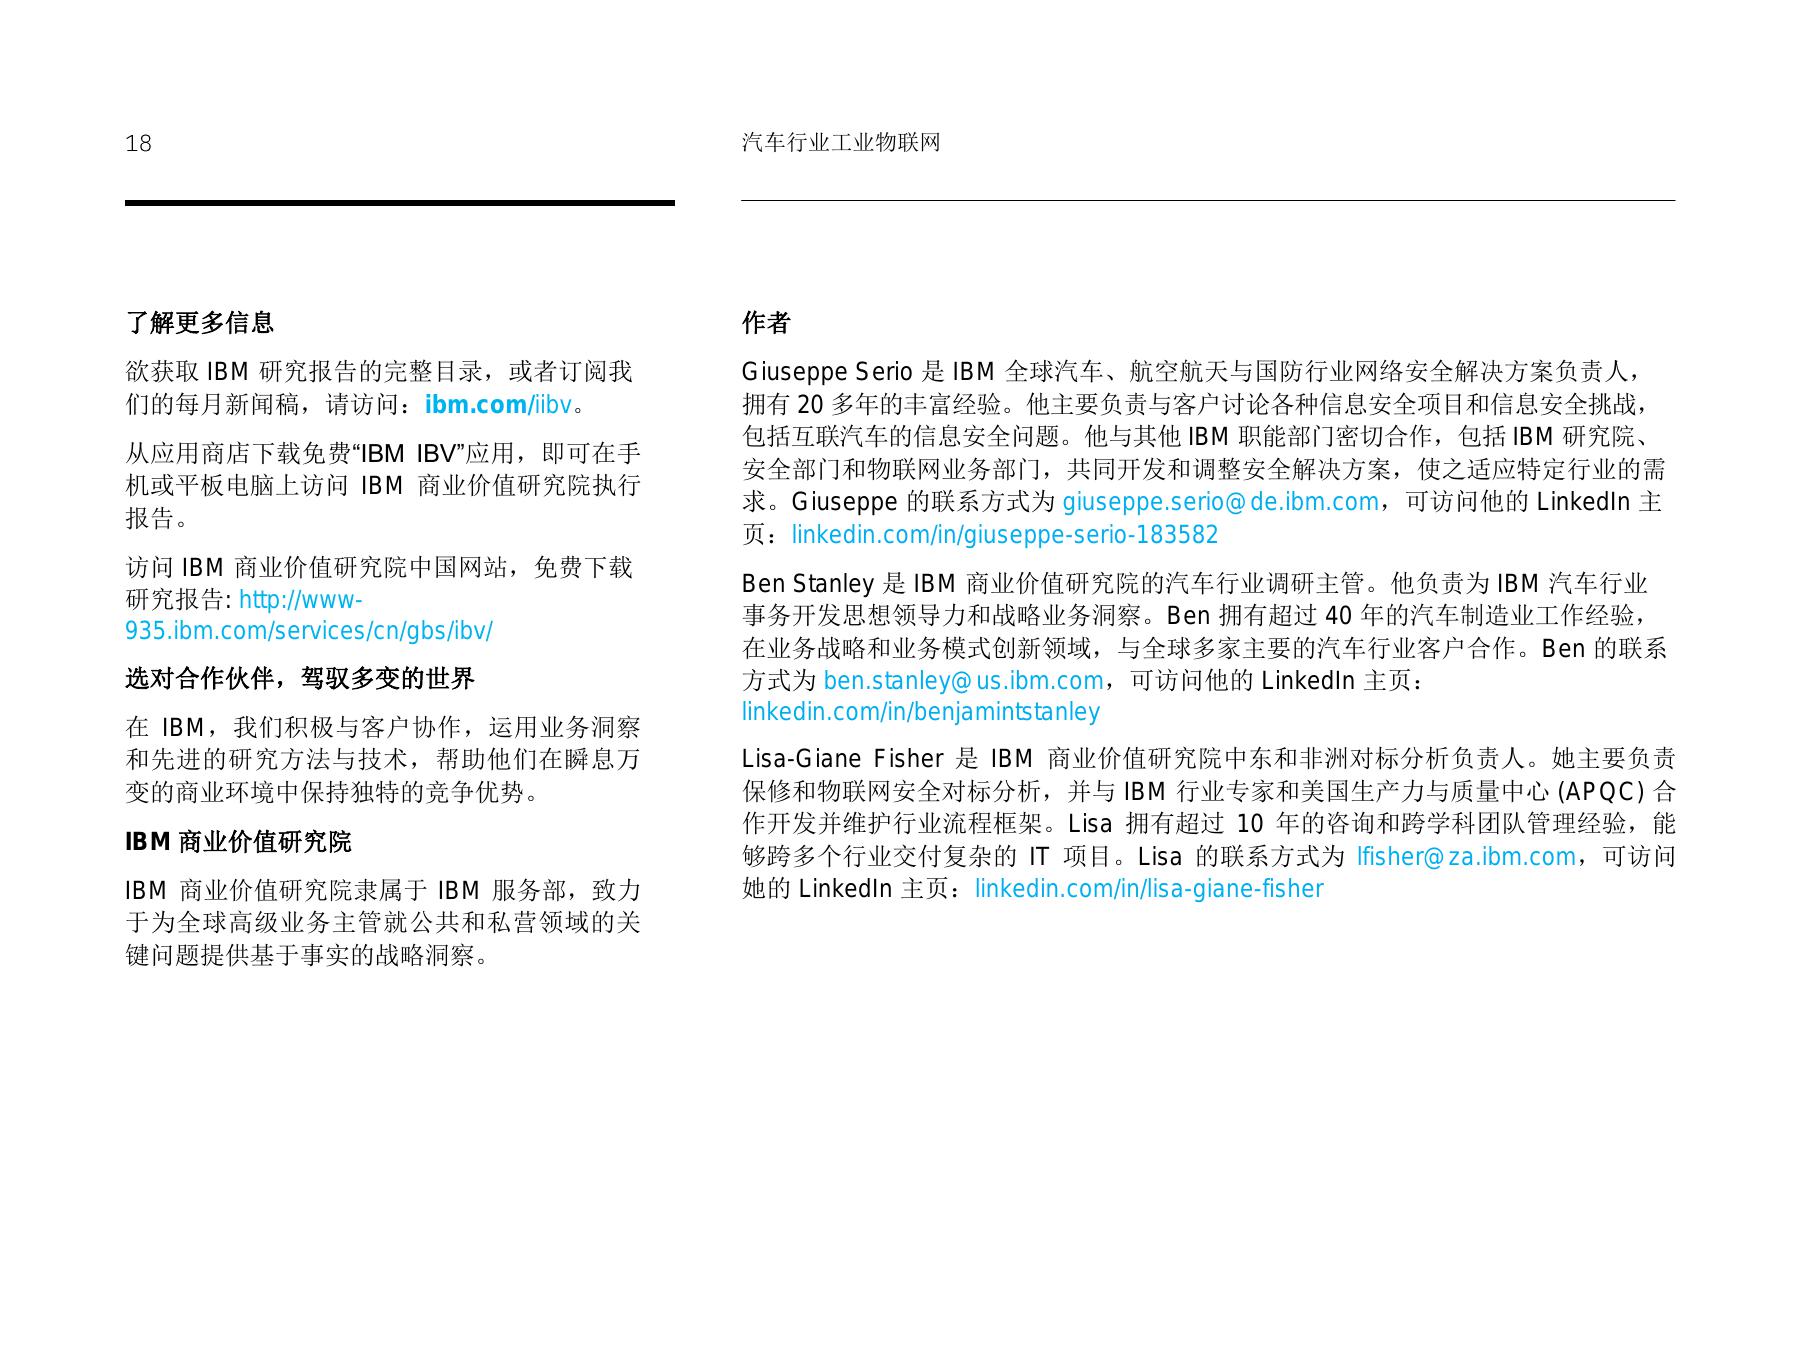 18
汽车行业工业物联网
了解更多信息
欲获取 IBM 研究报告的完整目录，或者订阅我
们的每月新闻稿，请访问：ibm.com/iibv。
从应用商店下载免费“IBM IBV”应用，即可在手
机或平板电脑上访问 IBM 商业价值研究院执行
报告。
访问 IBM 商业价值研究院中国网站，免费下载
研究报告: http://www-
935.ibm.com/services/cn/gbs/ibv/
选对合作伙伴，驾驭多变的世界
在 IBM，我们积极与客户协作，运用业务洞察
和先进的研究方法与技术，帮助他们在瞬息万
变的商业环境中保持独特的竞争优势。
IBM 商业价值研究院
IBM 商业价值研究院隶属于 IBM 服务部，致力
于为全球高级业务主管就公共和私营领域的关
键问题提供基于事实的战略洞察。
作者
Giuseppe Serio 是 IBM 全球汽车、航空航天与国防行业网络安全解决方案负责人，
拥有 20 多年的丰富经验。他主要负责与客户讨论各种信息安全项目和信息安全挑战，
包括互联汽车的信息安全问题。他与其他 IBM 职能部门密切合作，包括 IBM 研究院、
安全部门和物联网业务部门，共同开发和调整安全解决方案，使之适应特定行业的需
求。Giuseppe 的联系方式为 giuseppe.serio@de.ibm.com，可访问他的 LinkedIn 主
页：linkedin.com/in/giuseppe-serio-183582
Ben Stanley 是 IBM 商业价值研究院的汽车行业调研主管。他负责为 IBM 汽车行业
事务开发思想领导力和战略业务洞察。Ben 拥有超过 40 年的汽车制造业工作经验，
在业务战略和业务模式创新领域，与全球多家主要的汽车行业客户合作。Ben 的联系
方式为 ben.stanley@us.ibm.com，可访问他的 LinkedIn 主页：
linkedin.com/in/benjamintstanley
Lisa-Giane Fisher 是 IBM 商业价值研究院中东和非洲对标分析负责人。她主要负责
保修和物联网安全对标分析，并与 IBM 行业专家和美国生产力与质量中心 (APQC) 合
作开发并维护行业流程框架。Lisa 拥有超过 10 年的咨询和跨学科团队管理经验，能
够跨多个行业交付复杂的 IT 项目。Lisa 的联系方式为 lfisher@za.ibm.com，可访问
她的 LinkedIn 主页：linkedin.com/in/lisa-giane-fisher